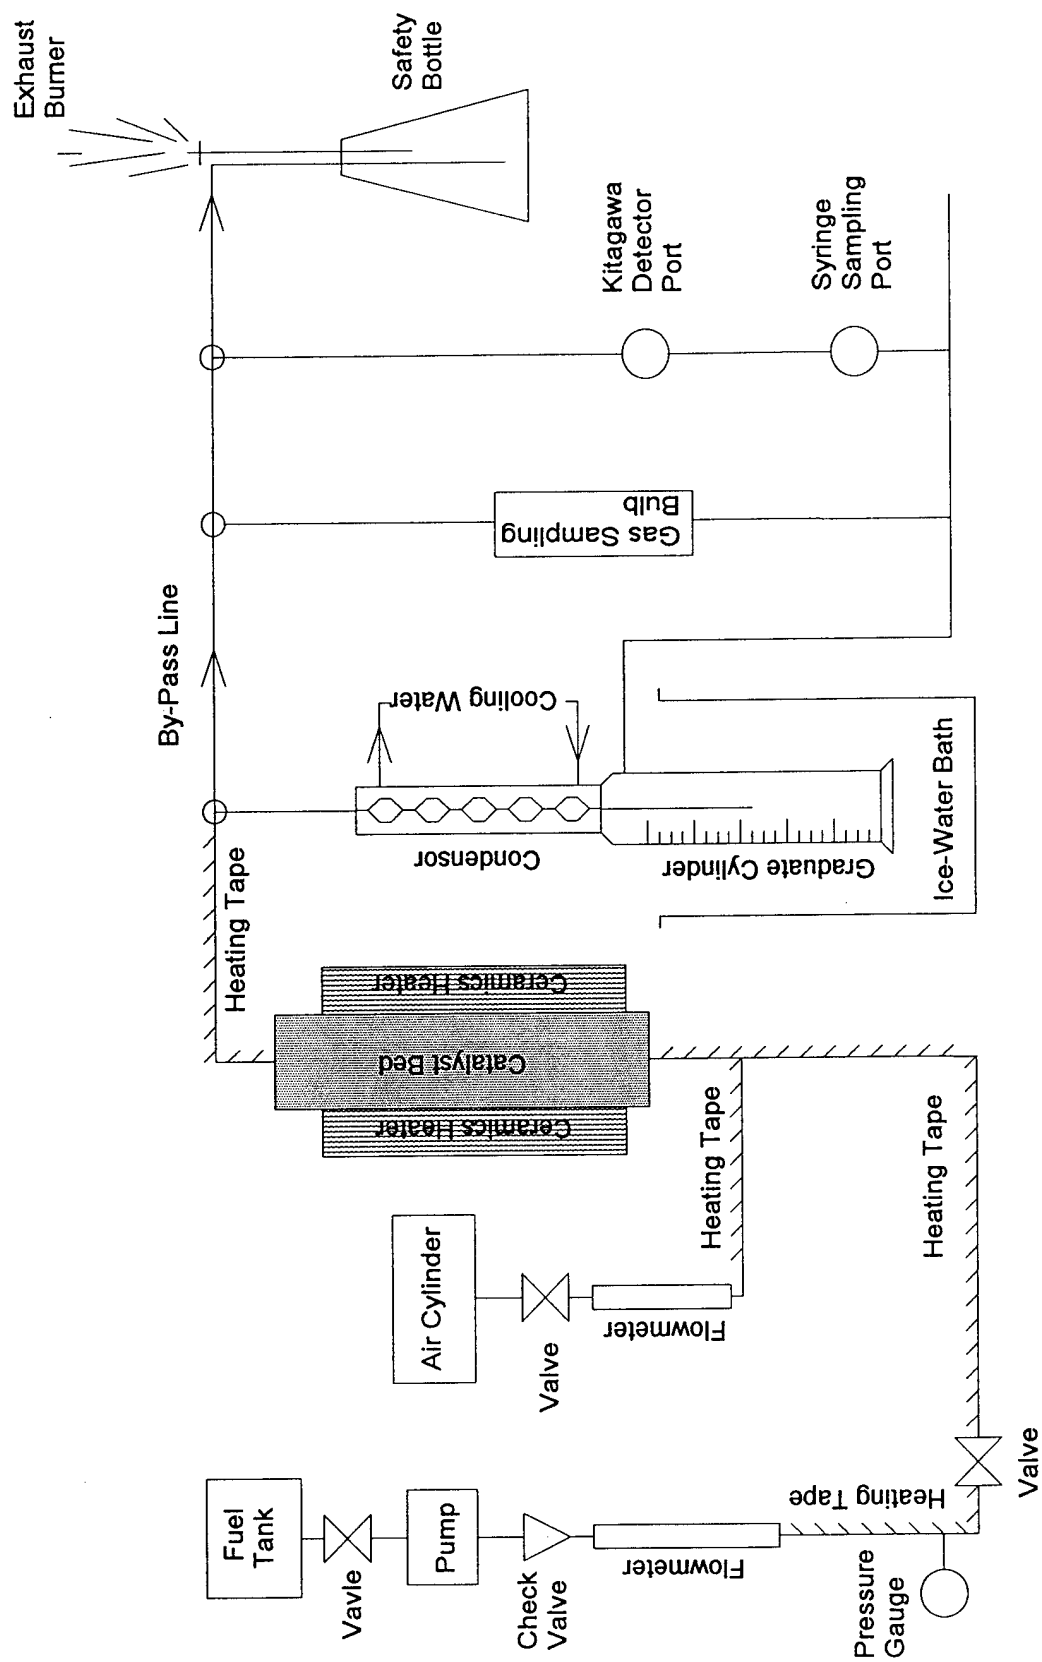 Exhaust
Burner
Safety
Bottle
Kitagawa
Detector
Port
Syringe
Sampling
Port
Gas Sampling
Bulb
By-Pass Line
Cooling Water
Condensor
Graduate Cylinder
Ice-Water Bath
Heating Tape
Ceramics Heater
Catalyst Bed
Ceramics Heater
Heating Tape
Heating Tape
Air Cylinder
Valve
Flowmeter
Fuel
Tank
Vavle
Pump
Check
Valve
Flowmeter
Heating Tape
Pressure
Gauge
Valve